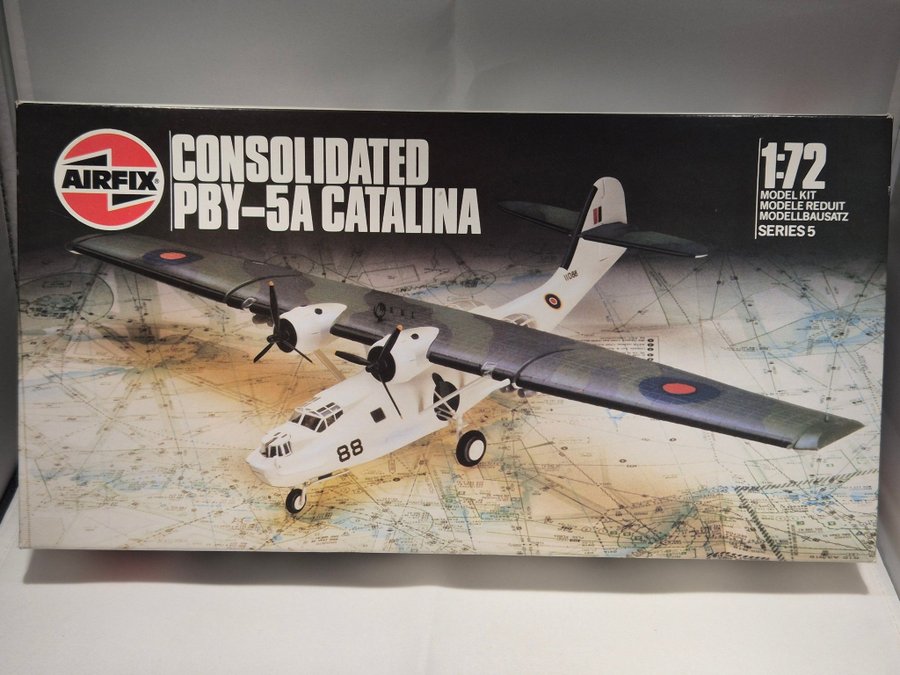 AIRFIX
CONSOLIDATED
PBY-5A CATALINA
1:72
MODEL KIT
MODELE REDUIT
MODELLBAUSATZ
SERIES 5
88